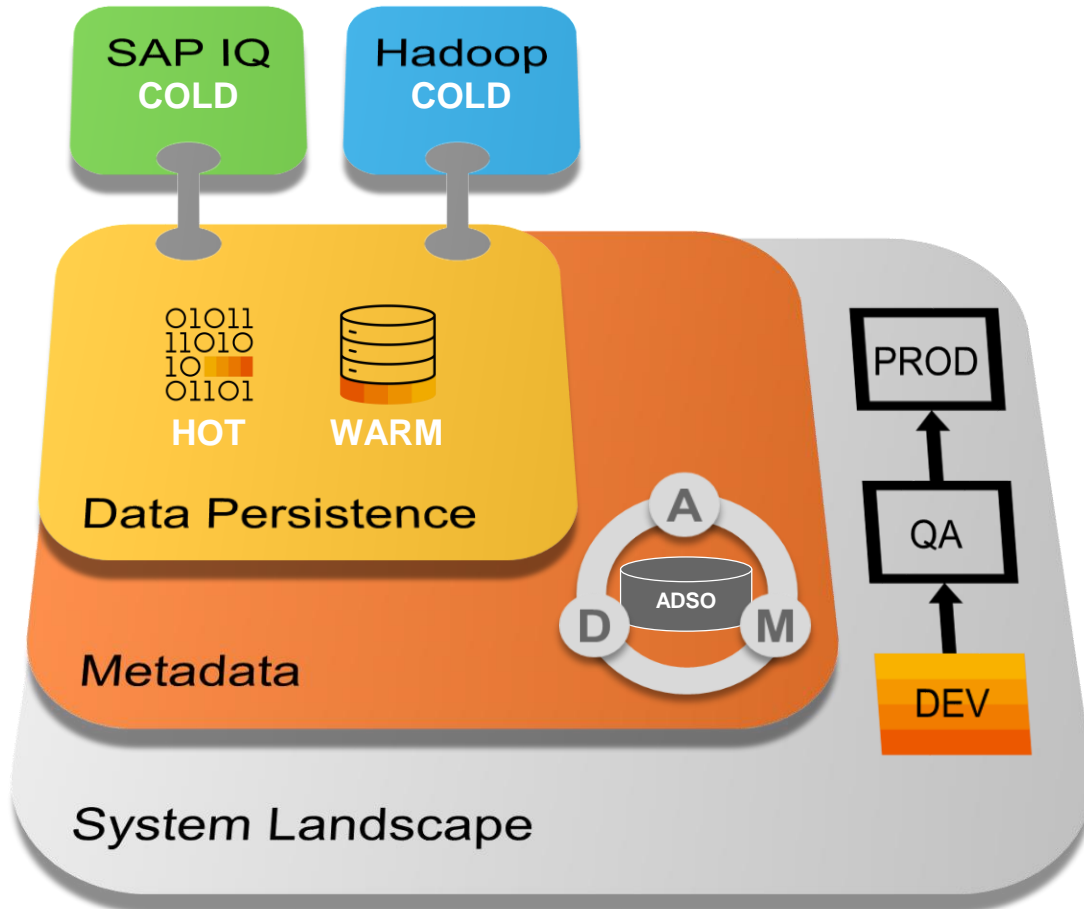 SAP IQ
COLD
Hadoop
COLD
01011
11010
10
01101
HOT
WARM
Data Persistence
A
D
M
ADSO
Metadata
PROD
QA
DEV
System Landscape